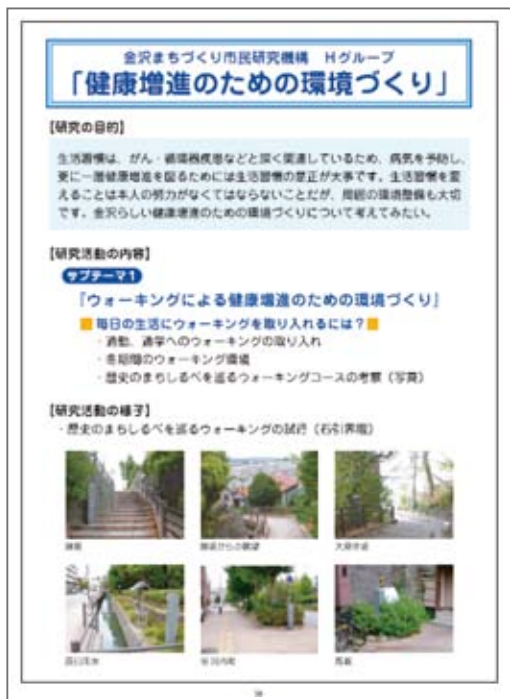 金沢まちづくり市民研究機構 Hグループ
「健康増進のための環境づくり」
【研究の目的】
生活習慣は、がん・循環器疾患などと深く関連しているため、病気を予防し、
更に一層健康増進を図るためには生活習慣の是正が大事です。生活習慣を変
えることは本人の努力がなくてはならないことだが、周囲の環境整備も大切
です。金沢らしい健康増進のための環境づくりについて考えてみたい。
【研究活動の内容】
サブテーマ1
『ウォーキングによる健康増進のための環境づくり』
■毎日の生活にウォーキングを取り入れるには?■
・通勤、通学へのウォーキングの取り入れ
・冬期間のウォーキング環境
・歴史のまちしるべを巡るウォーキングコースの考察（写真）
【研究活動の様子】
・歴史のまちしるべを巡るウォーキングの試行（石引界隈）